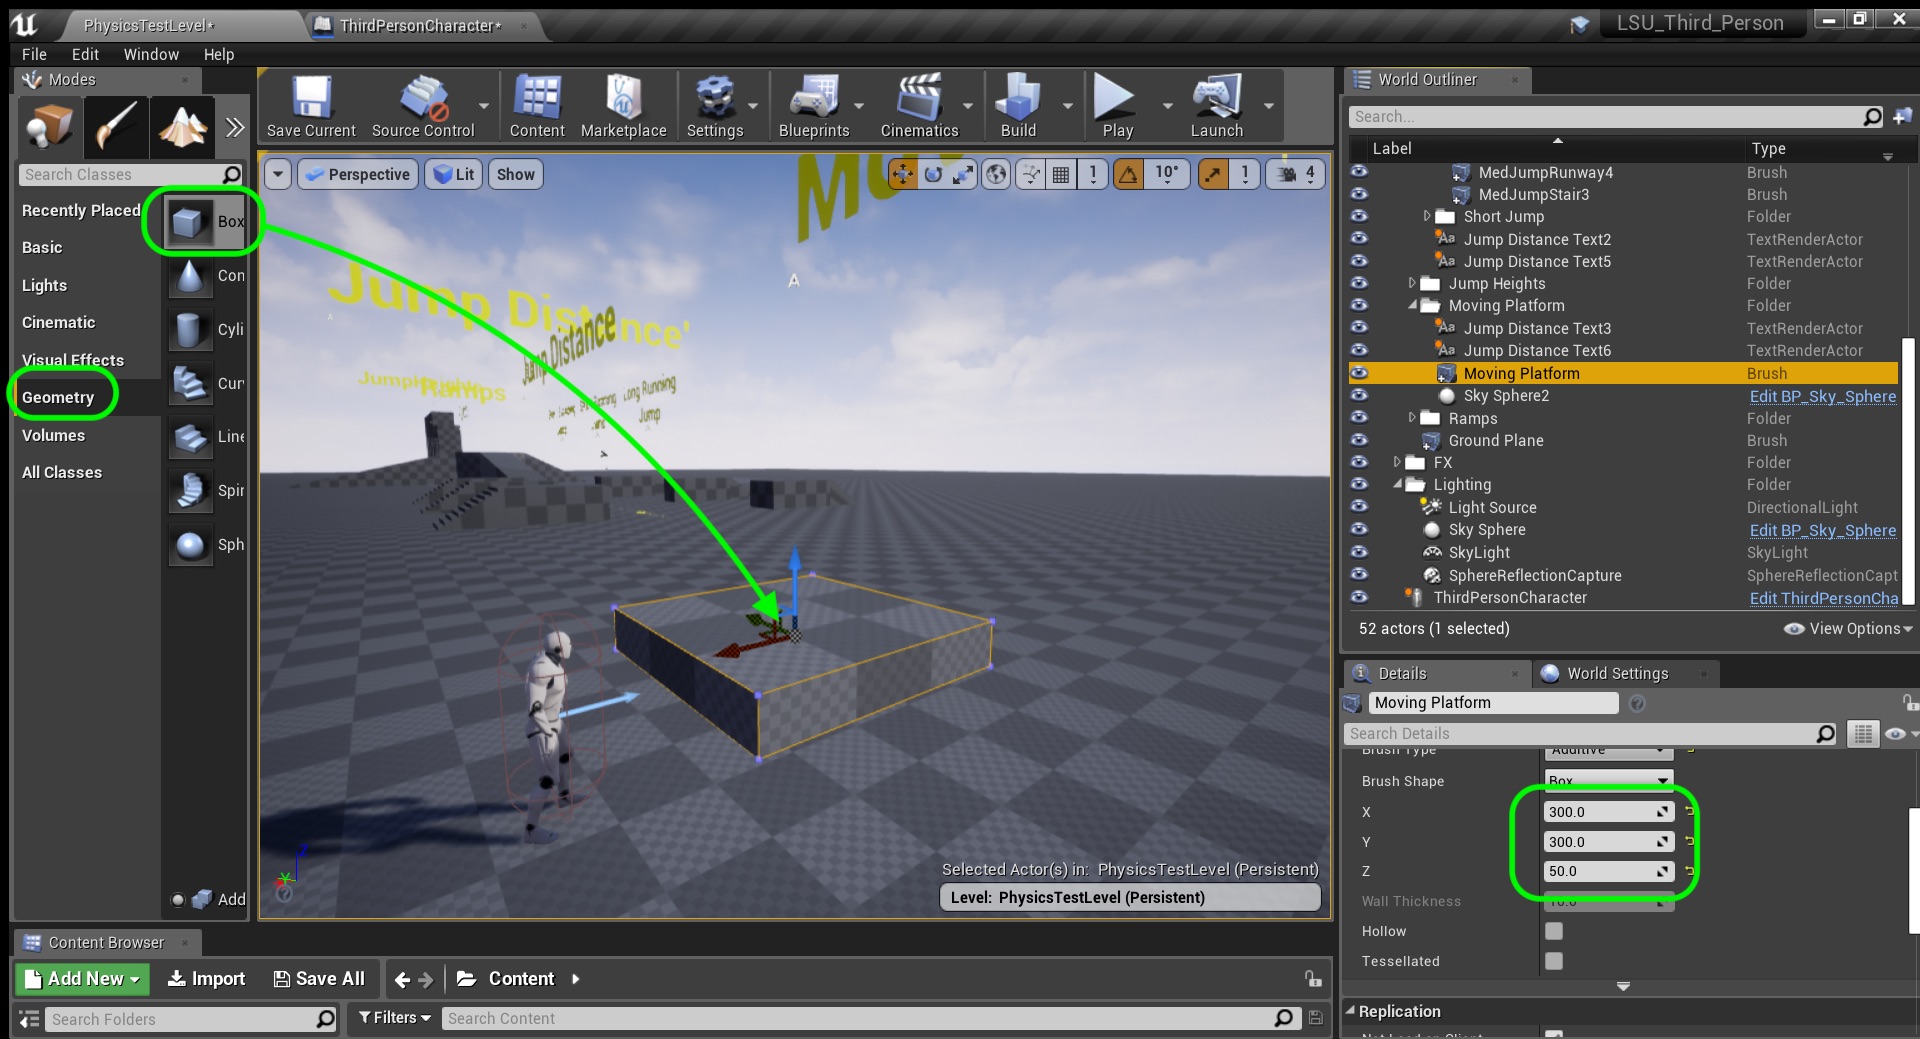 PhysicsTestLevel*
ThirdPersonCharacter*
LSU_Third_Person
File Edit Window Help
Modes
Save Current
Source Control
Content
Marketplace
Settings
Blueprints
Cinematics
Build
Play
Launch
Search Classes
Recently Placed
Basic
Lights
Cinematic
Visual Effects
Geometry
Volumes
All Classes
Box
Con
Cyli
Cur
Line
Spir
Sph
Add
Perspective
Lit
Show
1
10°
1
4
Jump Distance'
Jump Distance
Ramps
Long Running
Jump
A
Z
Selected Actor(s) in: PhysicsTestLevel (Persistent)
Level: PhysicsTestLevel (Persistent)
World Outliner
Search...
Label Type
MedJumpRunway4 Brush
MedJumpStair3 Brush
Short Jump Folder
Jump Distance Text2 TextRenderActor
Jump Distance Text5 TextRenderActor
Jump Heights Folder
Moving Platform Folder
Jump Distance Text3 TextRenderActor
Jump Distance Text6 TextRenderActor
Moving Platform Brush
Sky Sphere2 Edit BP_Sky_Sphere
Ramps Folder
Ground Plane Brush
FX Folder
Lighting Folder
Light Source DirectionalLight
Sky Sphere Edit BP_Sky_Sphere
SkyLight SkyLight
SphereReflectionCapture SphereReflectionCapt
ThirdPersonCharacter Edit ThirdPersonCha
52 actors (1 selected)
View Options
Details
World Settings
Moving Platform
Search Details
Brush Type Additive
Brush Shape Box
X 300.0
Y 300.0
Z 50.0
Wall Thickness 10.0
Hollow
Tessellated
Replication
Content Browser
Add New
Import
Save All
Content
Search Folders
Filters
Search Content